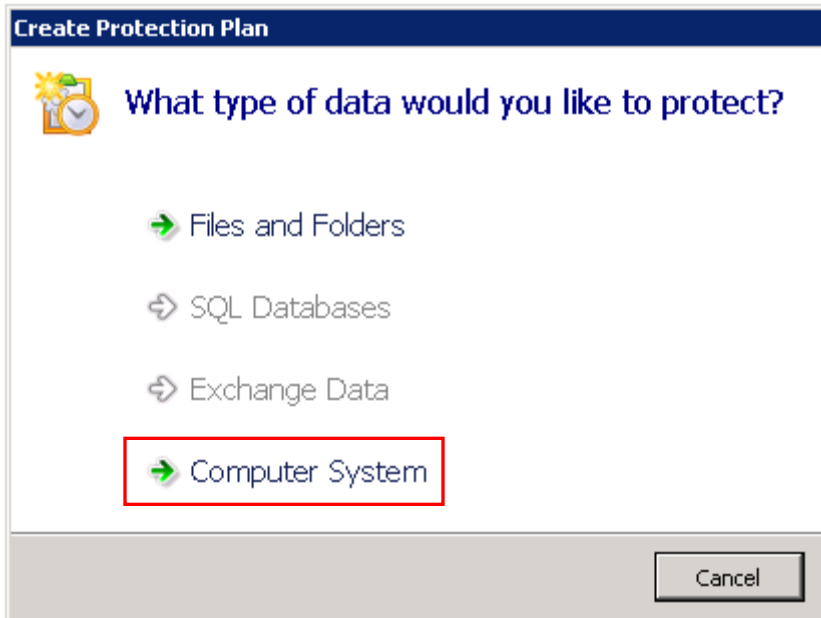 Create Protection Plan
What type of data would you like to protect?
Files and Folders
SQL Databases
Exchange Data
Computer System
Cancel